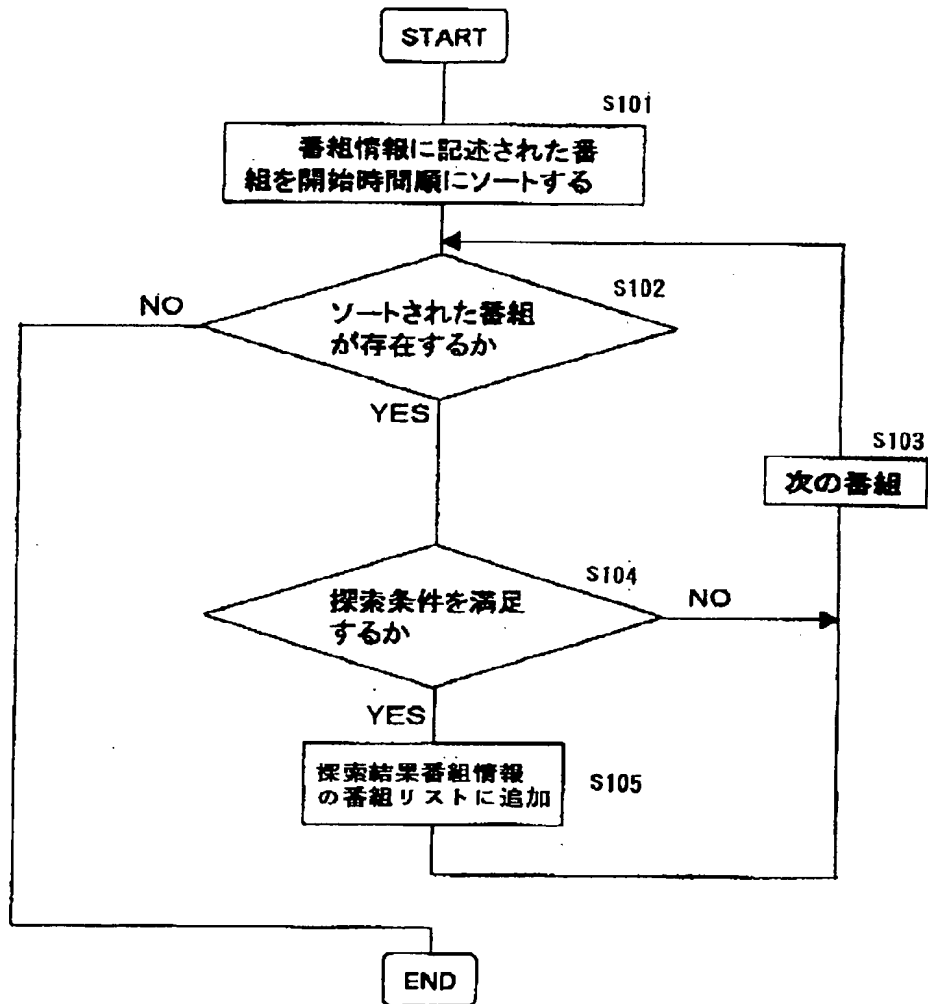 START
S101
番組情報に記述された番
組を開始時間順にソートする
S102
NO
ソートされた番組
が存在するか
YES
S103
次の番組
S104
探索条件を満足
するか
NO
YES
探索結果番組情報
の番組リストに追加
S105
END